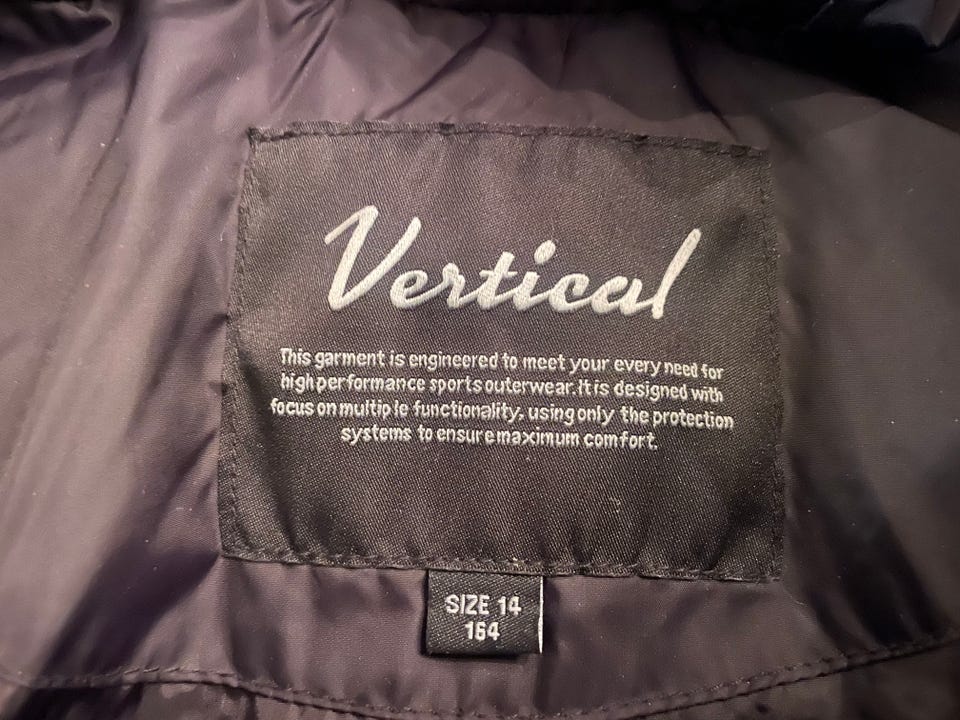 Vertical
This garment is engineered to meet your every need for
high performance sports outerwear. It is designed with
focus on multiple functionality, using only the protection
systems to ensure maximum comfort.
SIZE 14
164